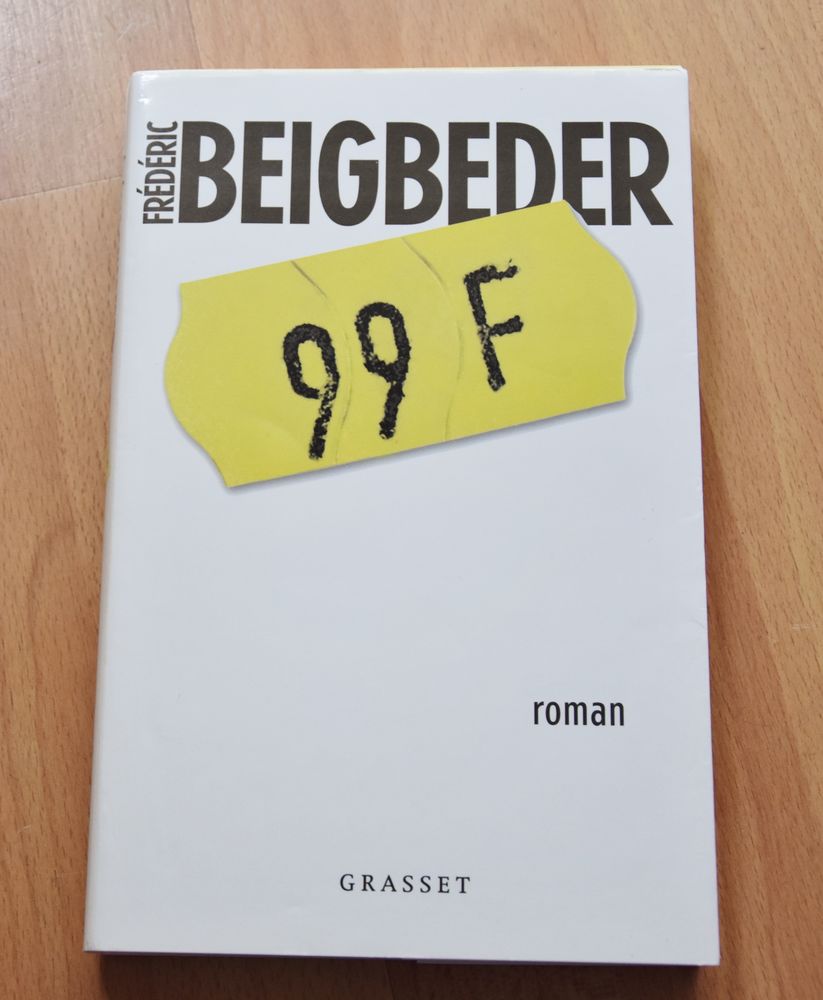 FRÉDÉRIC
BEIGBEDER
99 F
roman
GRASSET